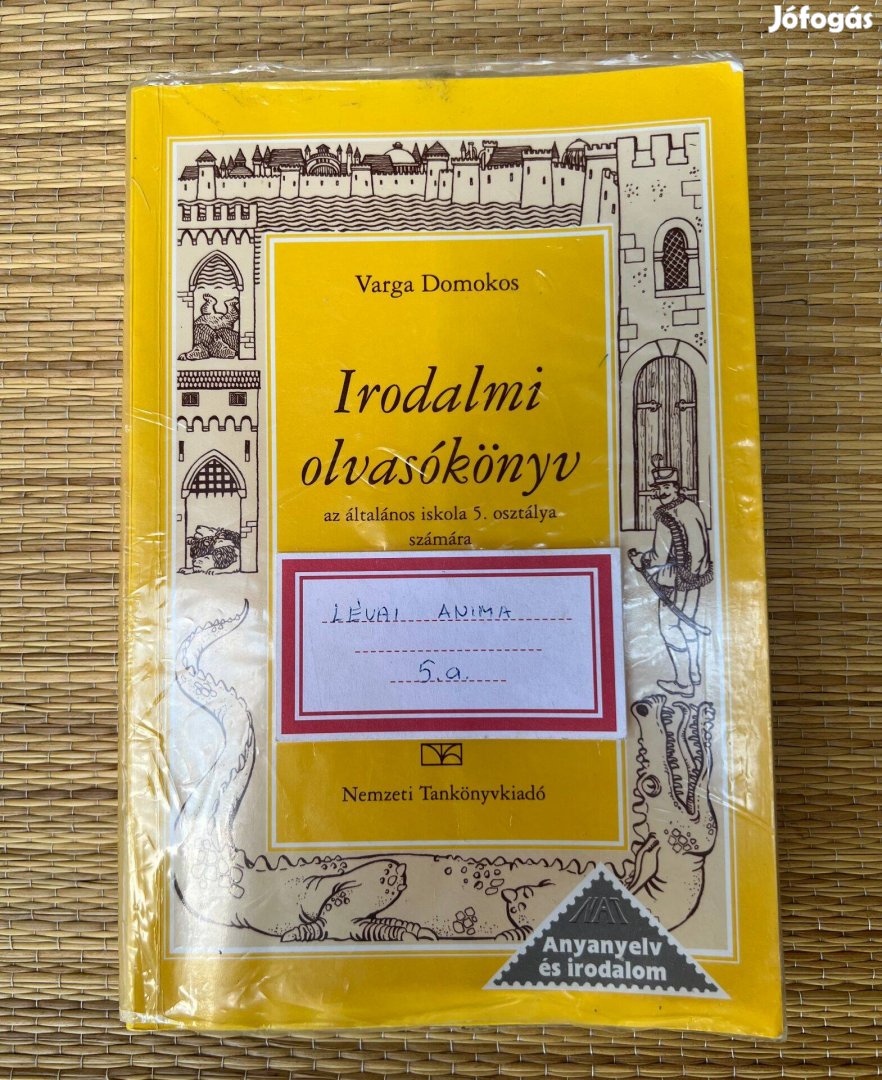 Jófogás
Varga Domokos
Irodalmi
olvasókönyv
az általános iskola 5. osztálya
számára
LÉVAI ANIMA
5.a.
Nemzeti Tankönyvkiadó
NAT
Anyanyelv
és irodalom